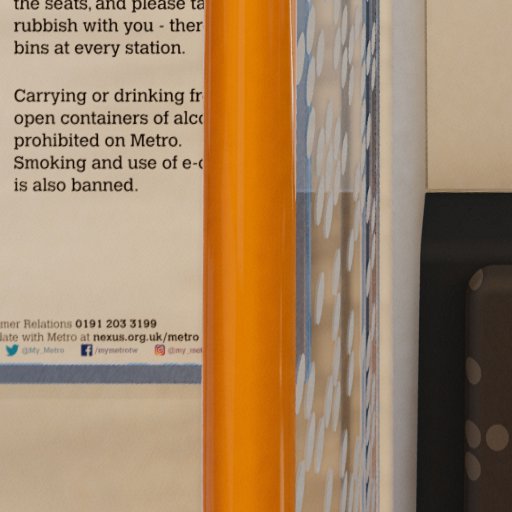 the seats, and please ta
rubbish with you - ther
bins at every station.
Carrying or drinking fr
open containers of alco
prohibited on Metro.
Smoking and use of e-c
is also banned.
mer Relations 0191 203 3199
late with Metro at nexus.org.uk/metro
@My_Metro /mymetrotw @my_met